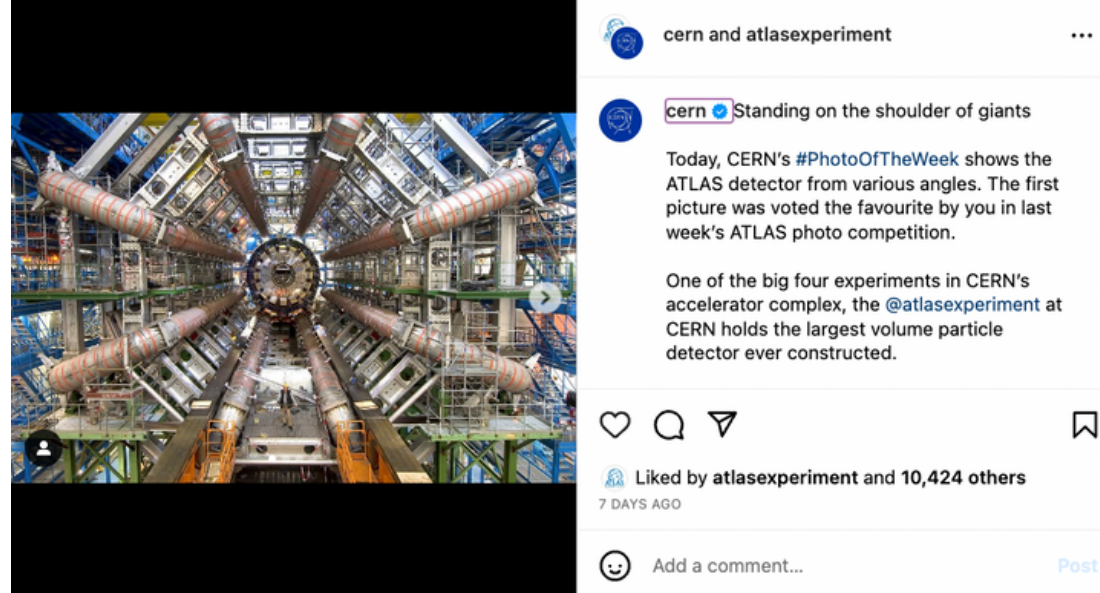 cern and atlasexperiment
cern Standing on the shoulder of giants
Today, CERN’s #PhotoOfTheWeek shows the
ATLAS detector from various angles. The first
picture was voted the favourite by you in last
week’s ATLAS photo competition.
One of the big four experiments in CERN’s
accelerator complex, the @atlasexperiment at
CERN holds the largest volume particle
detector ever constructed.
Liked by atlasexperiment and 10,424 others
7 DAYS AGO
Add a comment...
Post